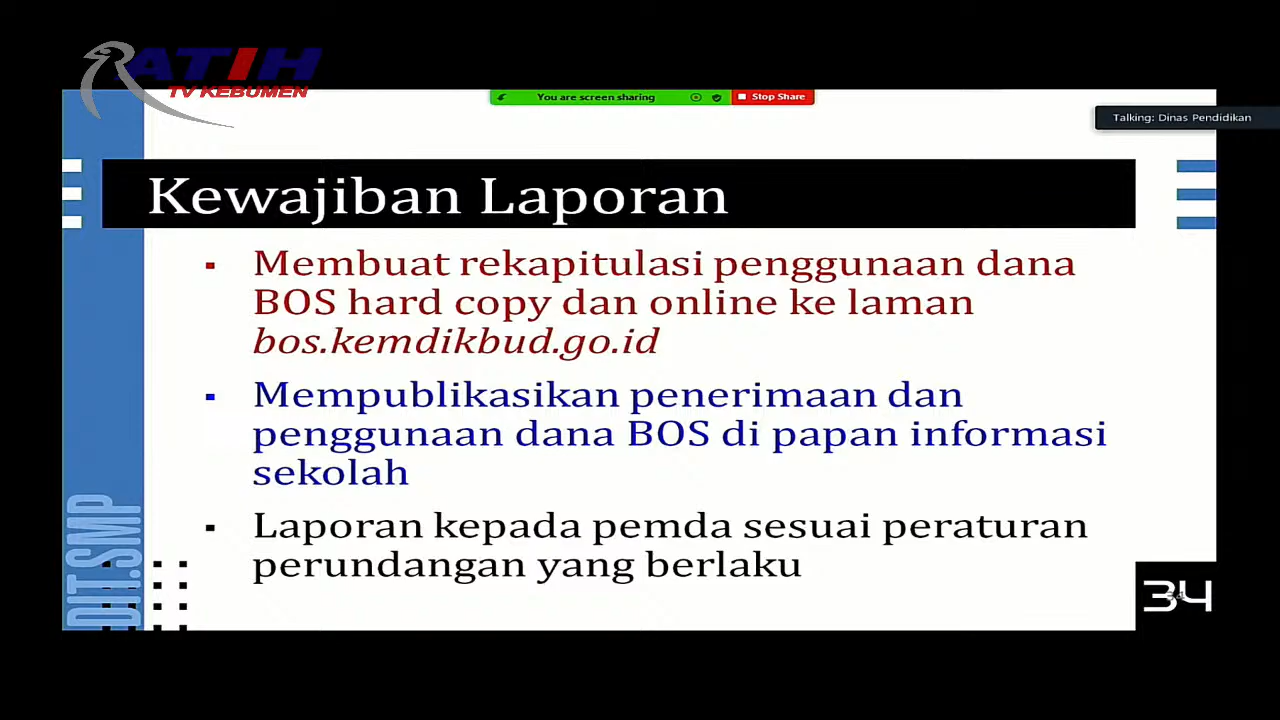 RATIH
TV KEBUMEN
You are screen sharing
Stop Share
Talking: Dinas Pendidikan
Kewajiban Laporan
▪ Membuat rekapitulasi penggunaan dana
BOS hard copy dan online ke laman
bos.kemdikbud.go.id
▪ Mempublikasikan penerimaan dan
penggunaan dana BOS di papan informasi
sekolah
▪ Laporan kepada pemda sesuai peraturan
perundangan yang berlaku
DIT.SMP
34